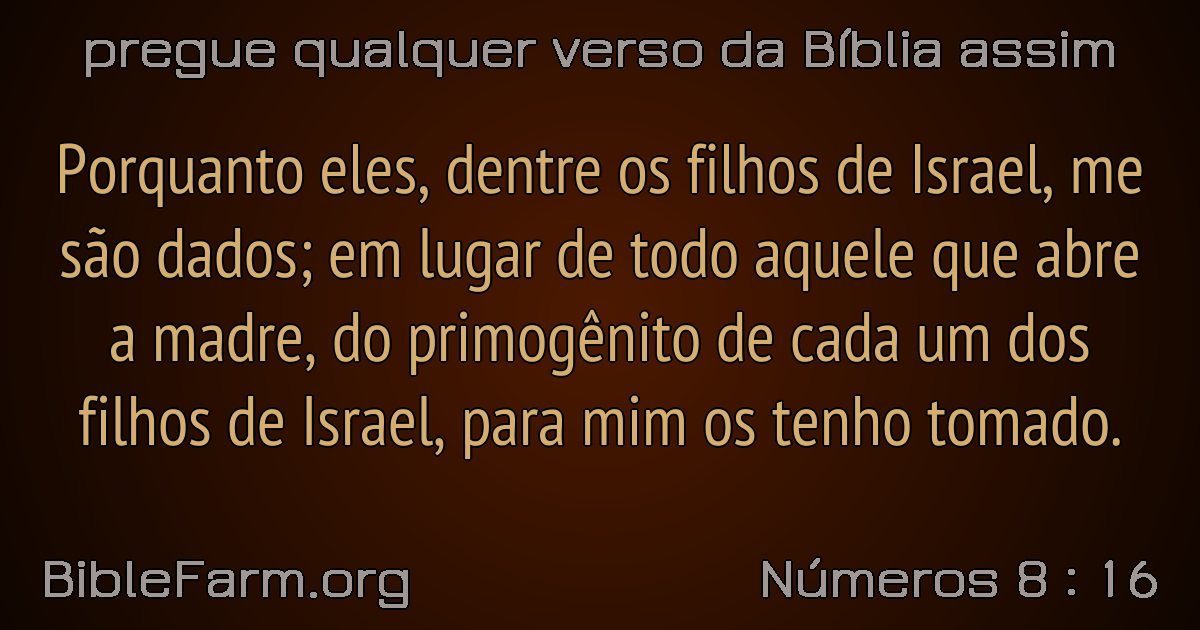 pregue qualquer verso da Bíblia assim
Porquanto eles, dentre os filhos de Israel, me
são dados; em lugar de todo aquele que abre
a madre, do primogênito de cada um dos
filhos de Israel, para mim os tenho tomado.
BibleFarm.org
Números 8 : 16